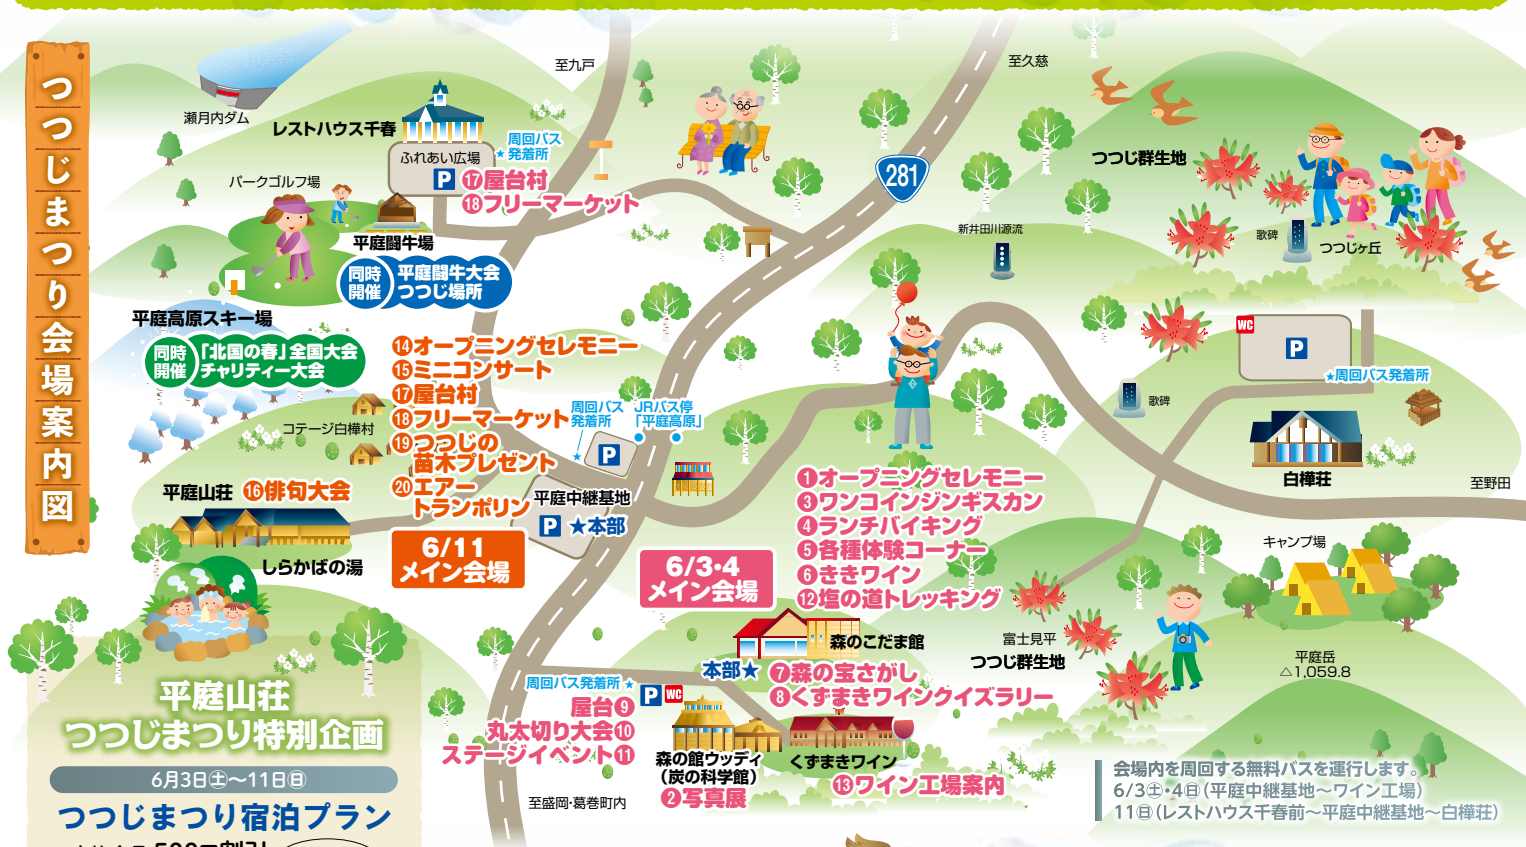 つつじまつり会場案内図
瀬月内ダム
レストハウス千春
ふれあい広場
P
周回バス
★発着所
⑰屋台村
⑱フリーマーケット
至九戸
至久慈
281
パークゴルフ場
平庭闘牛場
同時
開催
平庭闘牛大会
つつじ場所
平庭高原スキー場
同時
開催
「北国の春」全国大会
チャリティー大会
つつじ群生地
歌碑
つつじヶ丘
新井田川源流
⑭オープニングセレモニー
⑮ミニコンサート
⑰屋台村
⑱フリーマーケット
⑲つつじの
苗木プレゼント
⑳エアー
トランポリン
周回バス
発着所
★
JRバス停
「平庭高原」
P
コテージ白樺村
平庭山荘
⑯俳句大会
しらかばの湯
平庭中継基地
P
★本部
6/11
メイン会場
6/3・4
メイン会場
①オープニングセレモニー
③ワンコインジンギスカン
④ランチバイキング
⑤各種体験コーナー
⑥ききワイン
⑫塩の道トレッキング
WC
P
★周回バス発着所
歌碑
白樺荘
至野田
キャンプ場
富士見平
つつじ群生地
平庭岳
△1,059.8
森のこだま館
本部★
⑦森の宝さがし
⑧くずまきワインクイズラリー
周回バス発着所★
P
WC
屋台⑨
丸太切り大会⑩
ステージイベント⑪
森の館ウッディ
(炭の科学館)
②写真展
くずまきワイン
⑬ワイン工場案内
至盛岡・葛巻町内
平庭山荘
つつじまつり特別企画
6月3日㊏〜11日㊐
つつじまつり宿泊プラン
会場内を周回する無料バスを運行します。
6/3㊏・4㊐(平庭中継基地〜ワイン工場)
11㊐(レストハウス千春前〜平庭中継基地〜白樺荘)